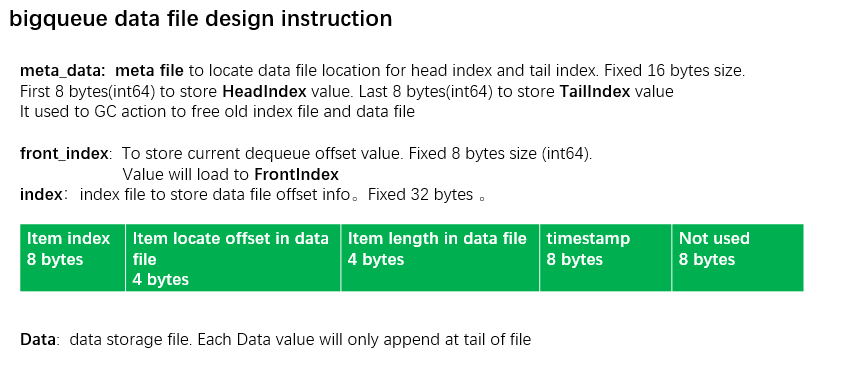 bigqueue data file design instruction
meta_data: meta file to locate data file location for head index and tail index. Fixed 16 bytes size.
First 8 bytes(int64) to store HeadIndex value. Last 8 bytes(int64) to store TailIndex value
It used to GC action to free old index file and data file
front_index: To store current dequeue offset value. Fixed 8 bytes size (int64).
Value will load to FrontIndex
index： index file to store data file offset info。Fixed 32 bytes 。
Item index
8 bytes
Item locate offset in data
file
4 bytes
Item length in data file
4 bytes
timestamp
8 bytes
Not used
8 bytes
Data: data storage file. Each Data value will only append at tail of file